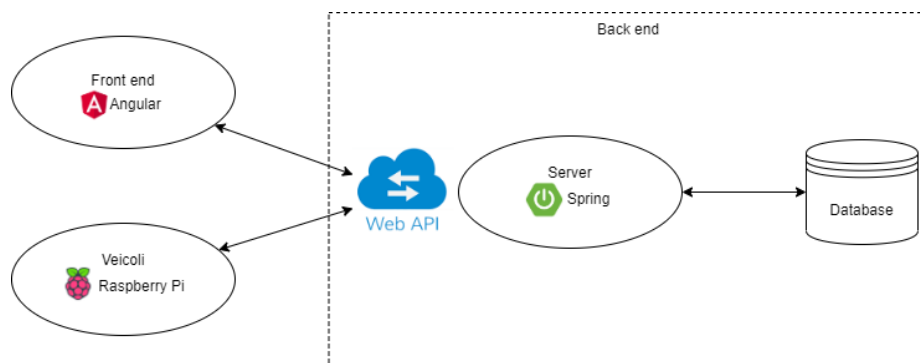 Back end
Front end
Angular
Web API
Server
Spring
Database
Veicoli
Raspberry Pi